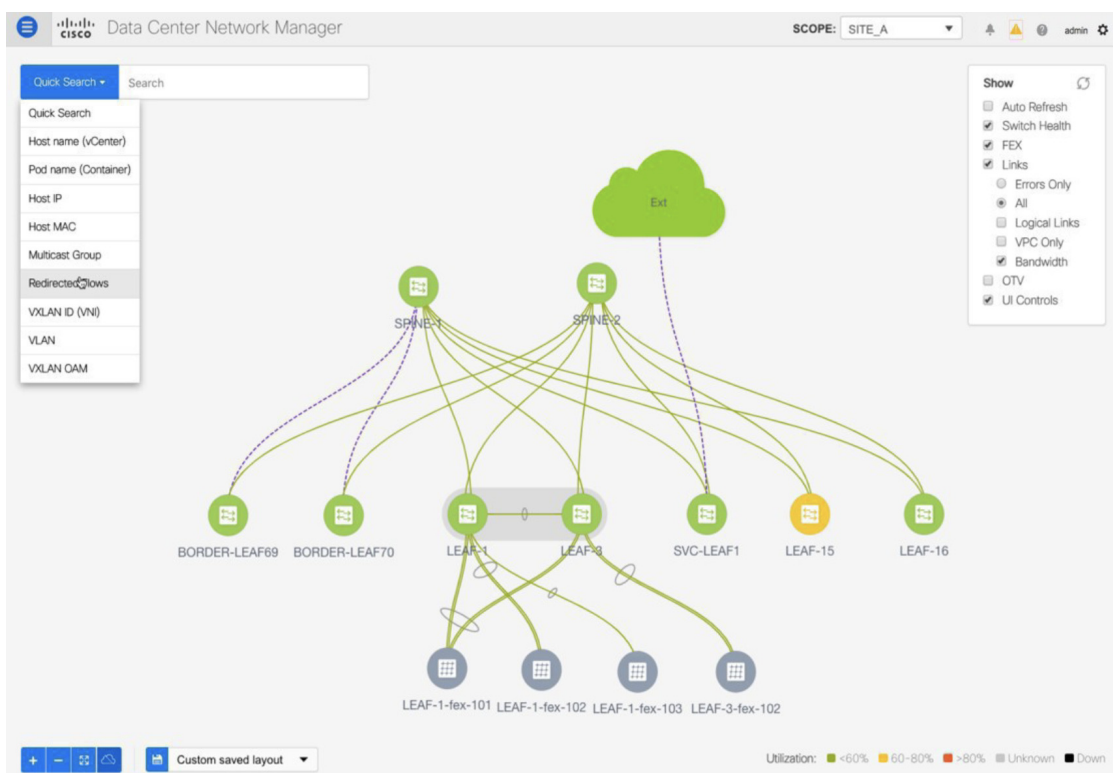 CISCO Data Center Network Manager SCOPE: SITE_A admin
Quick Search Search
Quick Search
Host name (vCenter)
Pod name (Container)
Host IP
Host MAC
Multicast Group
VXLAN ID (VNI)
VLAN
VXLAN OAM
Show
Auto Refresh
Switch Health
FEX
Links
Errors Only
All
Logical Links
VPC Only
Bandwidth
OTV
UI Controls
Ext
SPINE-1 SPINE-2
BORDER-LEAF69 BORDER-LEAF70 LEAF-1 LEAF-3 SVC-LEAF1 LEAF-15 LEAF-16
LEAF-1-fex-101 LEAF-1-fex-102 LEAF-1-fex-103 LEAF-3-fex-102
Custom saved layout Utilization: <60% 60-80% >80% Unknown Down